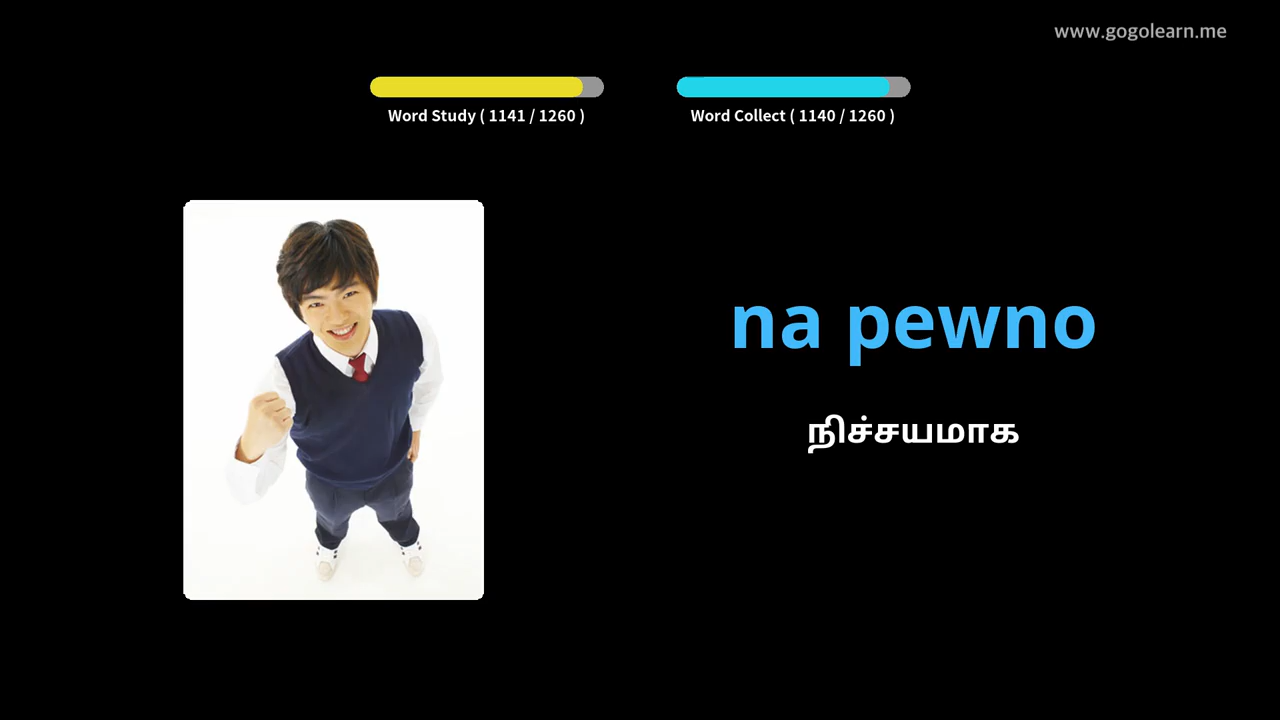 www.gogolearn.me
Word Study ( 1141 / 1260 )
Word Collect ( 1140 / 1260 )
na pewno
நிச்சயமாக